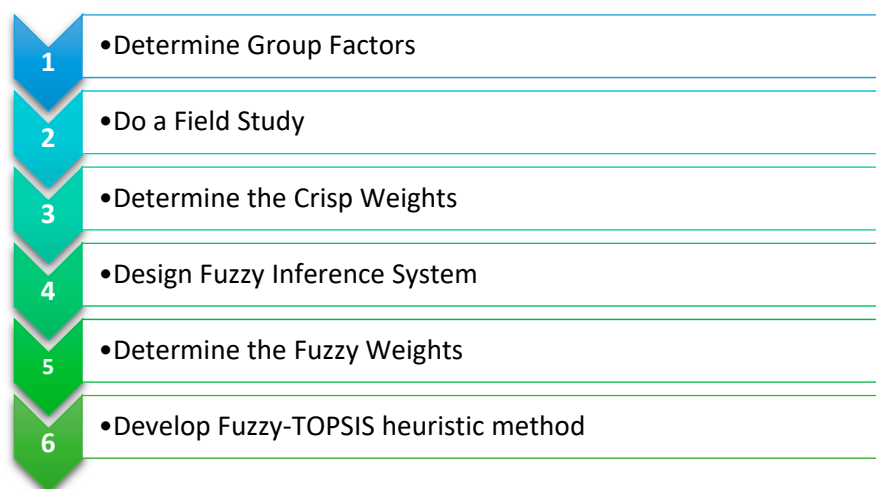 1
•Determine Group Factors
2
•Do a Field Study
3
•Determine the Crisp Weights
4
•Design Fuzzy Inference System
5
•Determine the Fuzzy Weights
6
•Develop Fuzzy-TOPSIS heuristic method